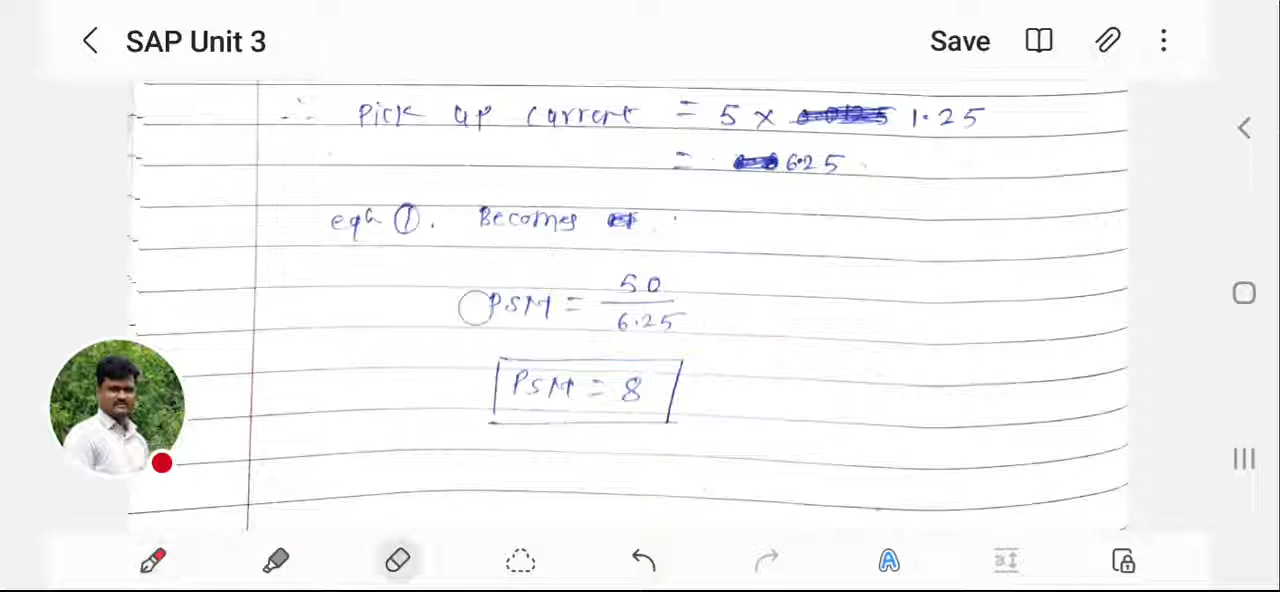 SAP Unit 3
Save
∴ Pick up current = 5 × 1.25
= 6.25
eqn ①. Becomes
PSM = 50 / 6.25
PSM = 8